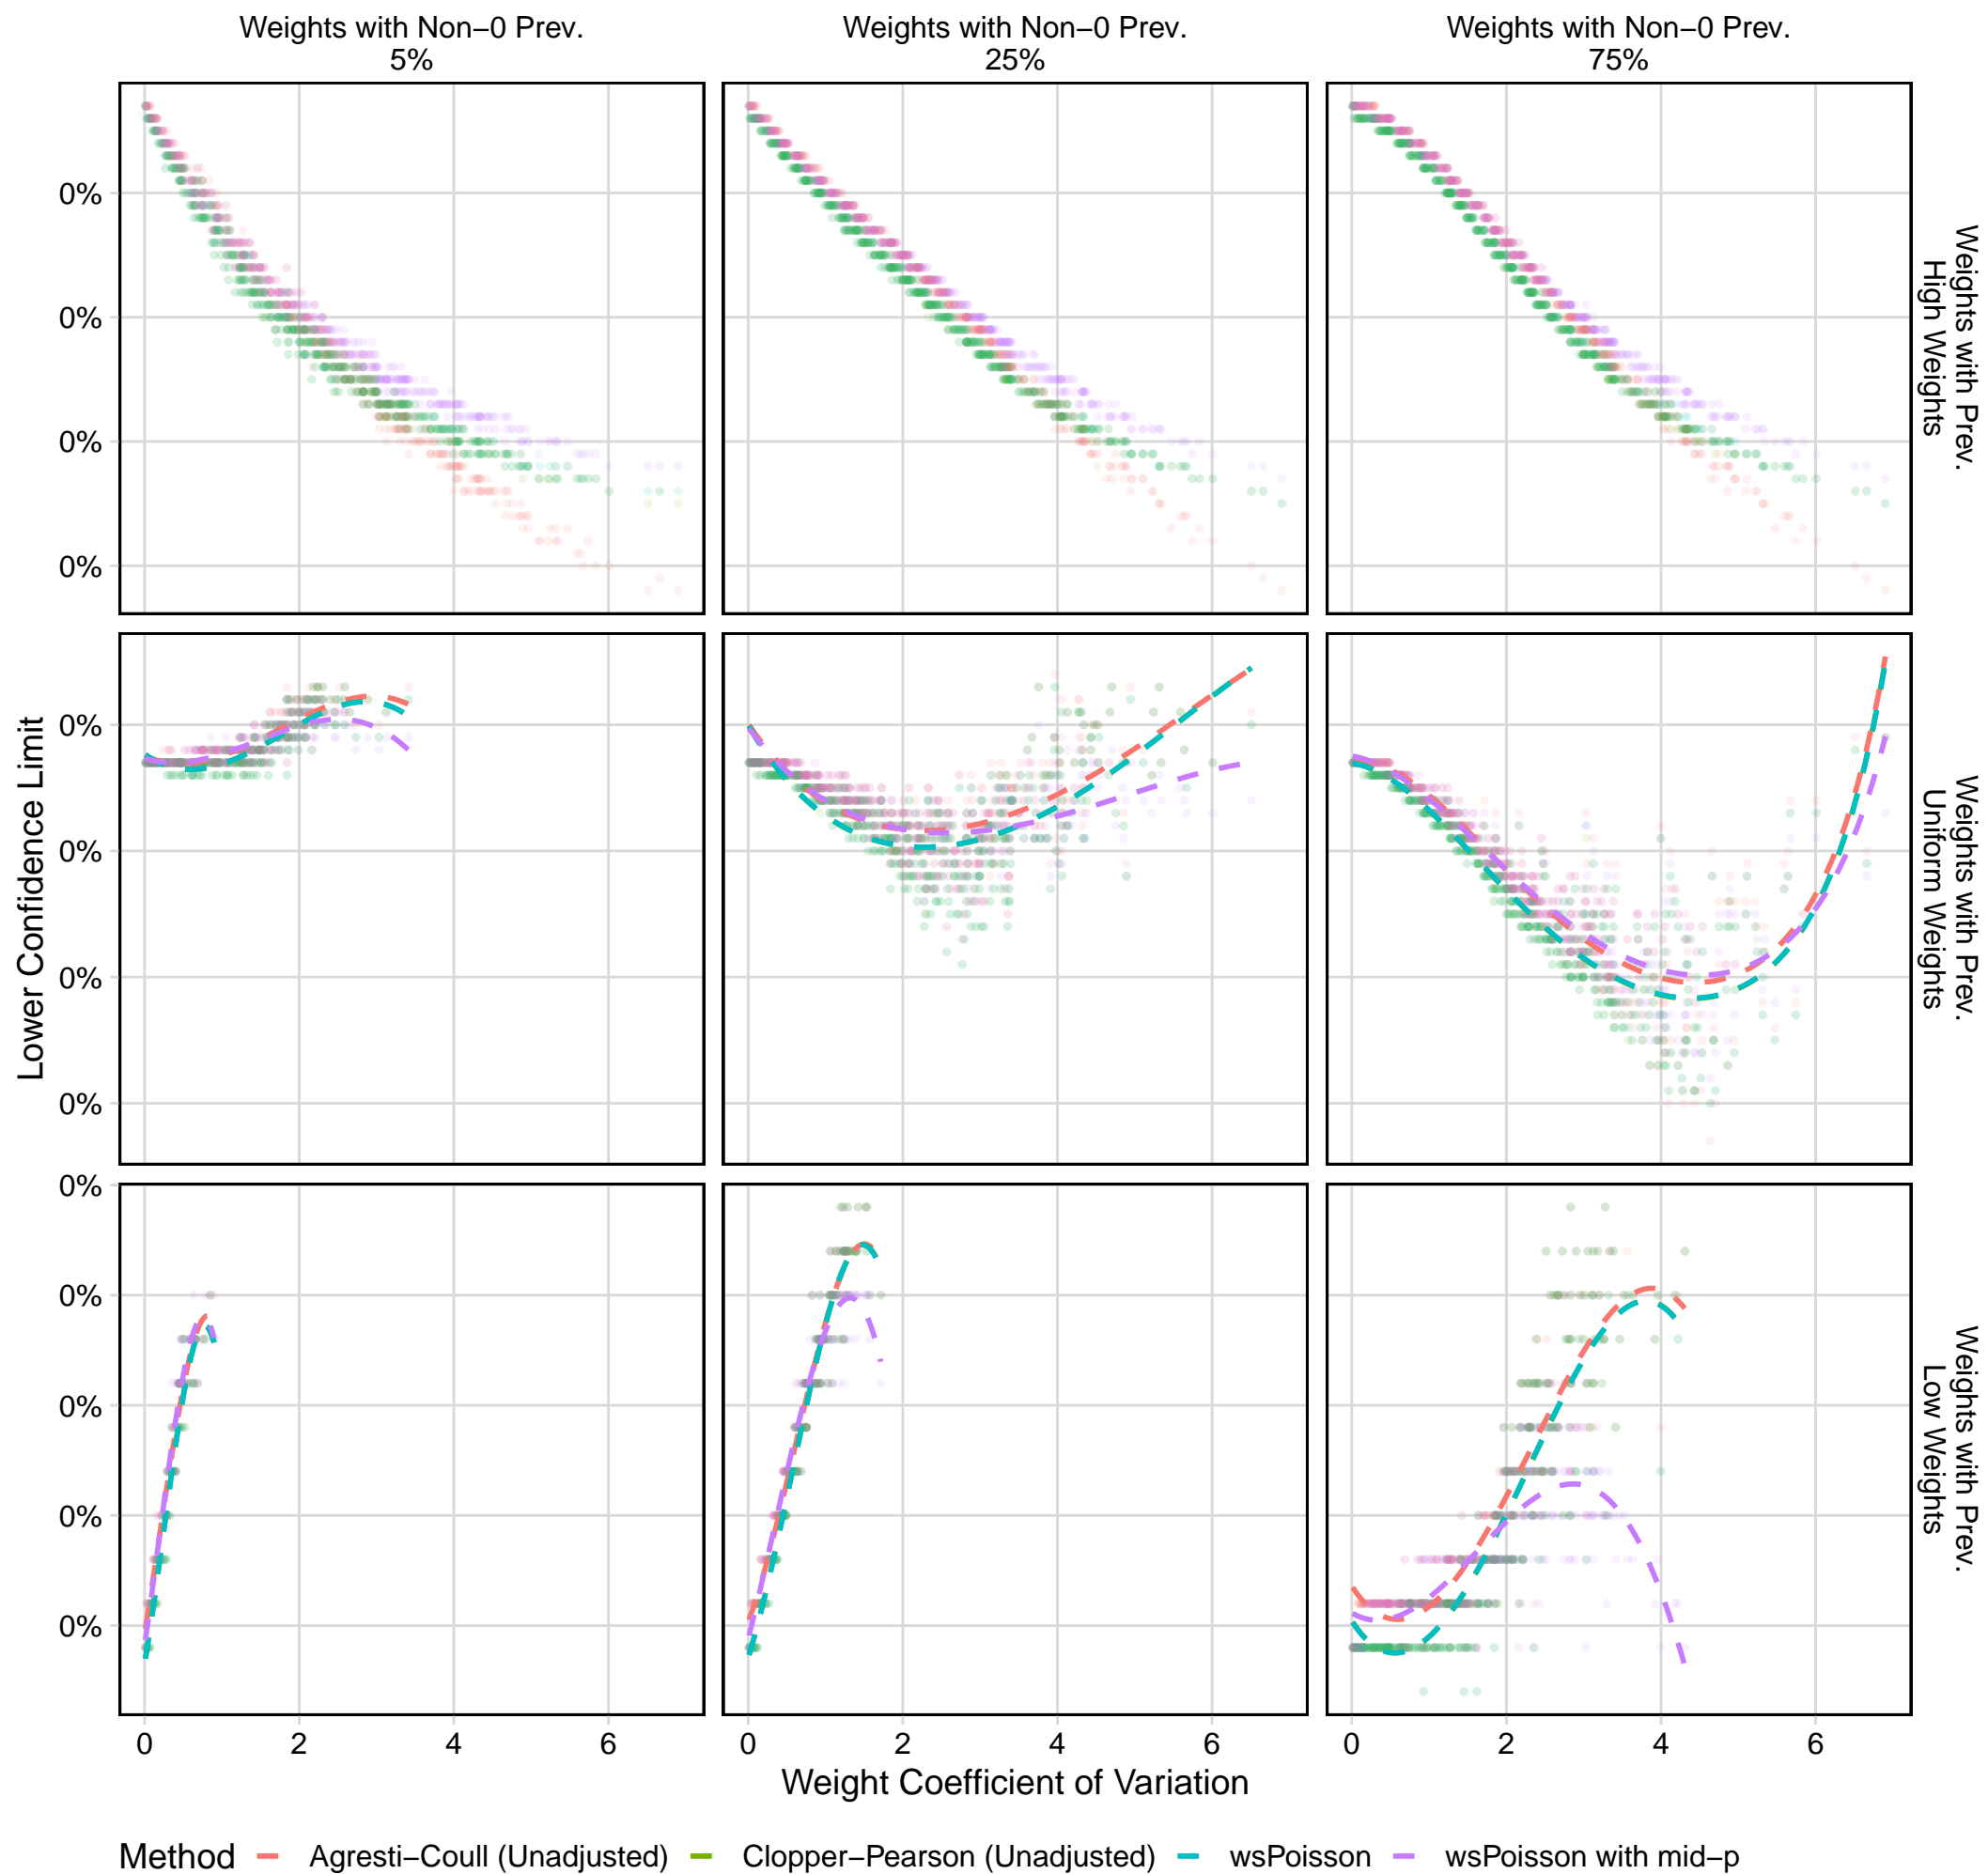 Weights with Non−0 Prev.
5%
Weights with Non−0 Prev.
25%
Weights with Non−0 Prev.
75%
0%
0%
0%
0%
Weights with Prev.
High Weights
Lower Confidence Limit
0%
0%
0%
0%
Weights with Prev.
Uniform Weights
0%
0%
0%
0%
0%
Weights with Prev.
Low Weights
0 2 4 6
0 2 4 6
0 2 4 6
Weight Coefficient of Variation
Method Agresti−Coull (Unadjusted) Clopper−Pearson (Unadjusted) wsPoisson wsPoisson with mid−p